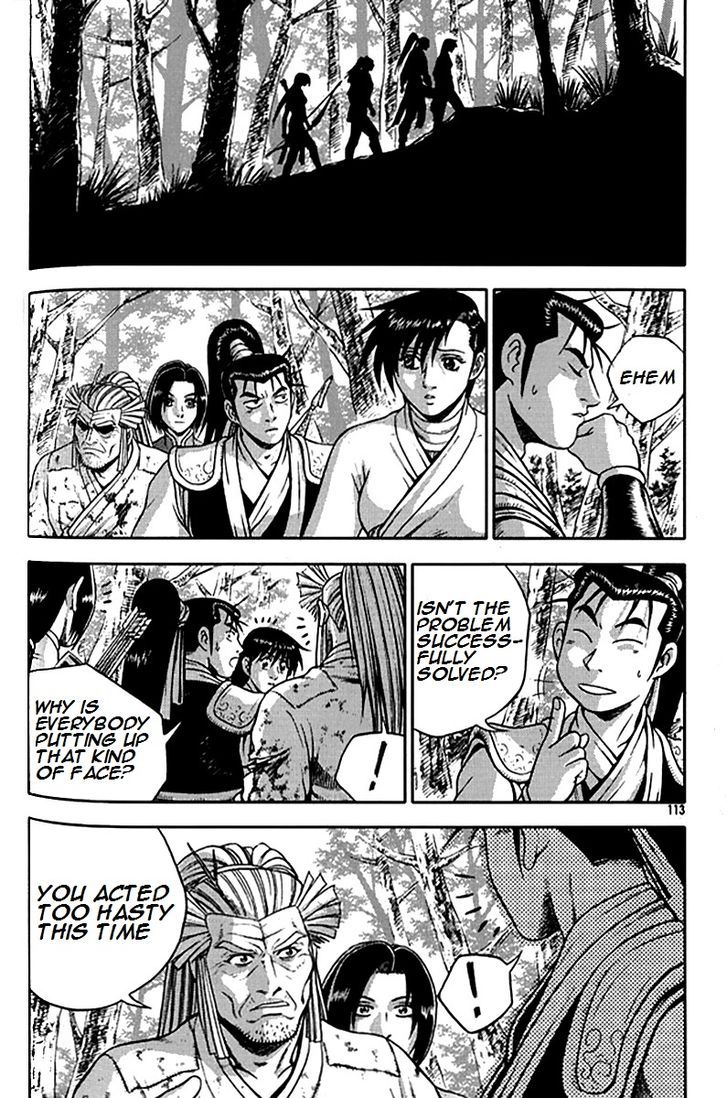 EHEM
WHY IS
EVERYBODY
PUTTING UP
THAT KIND
OF FACE?
!
ISN'T THE
PROBLEM
SUCCESS-
FULLY
SOLVED?
113
YOU ACTED
TOO HASTY
THIS TIME
!